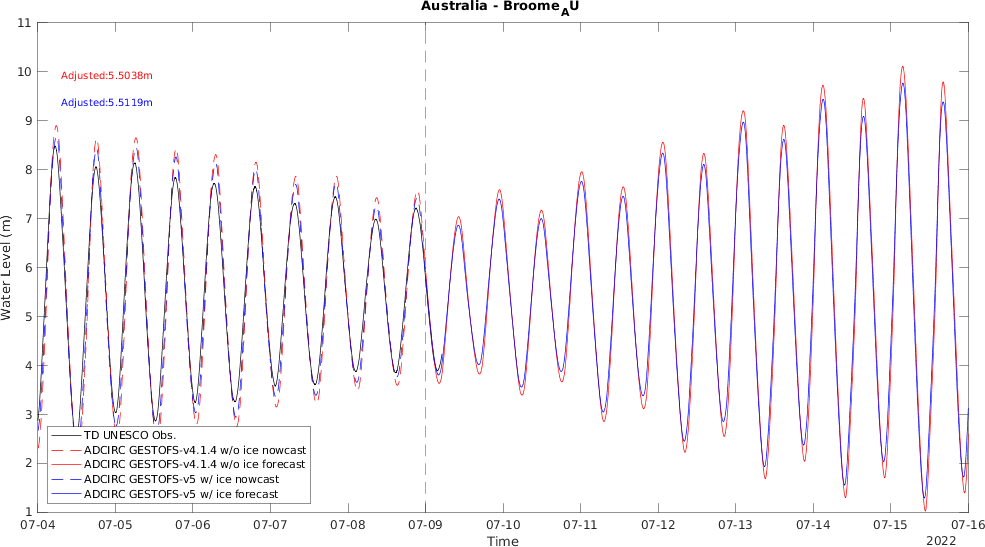 Australia - Broome_AU
Adjusted:5.5038m
Adjusted:5.5119m
Water Level (m)
11
10
9
8
7
6
5
4
3
2
1
TD UNESCO Obs.
ADCIRC GESTOFS-v4.1.4 w/o ice nowcast
ADCIRC GESTOFS-v4.1.4 w/o ice forecast
ADCIRC GESTOFS-v5 w/ ice nowcast
ADCIRC GESTOFS-v5 w/ ice forecast
07-04 07-05 07-06 07-07 07-08 07-09 07-10 07-11 07-12 07-13 07-14 07-15 07-16
Time
2022